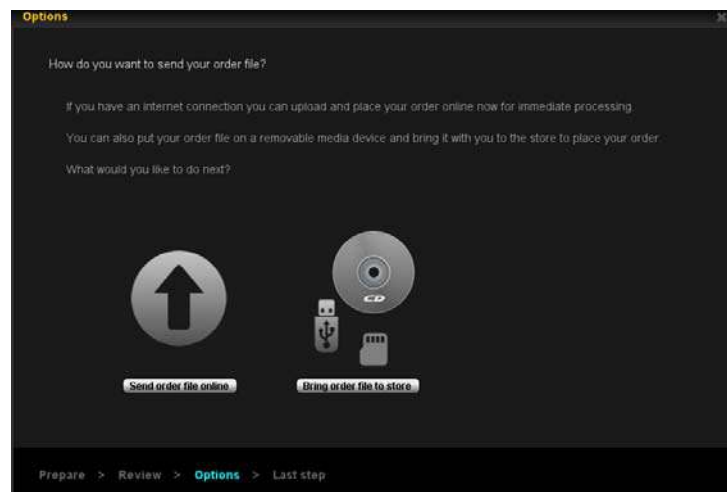 Options
How do you want to send your order file?
If you have an internet connection you can upload and place your order online now for immediate processing.
You can also put your order file on a removable media device and bring it with you to the store to place your order.
What would you like to do next?
CD
Send order file online
Bring order file to store
Prepare > Review > Options > Last step